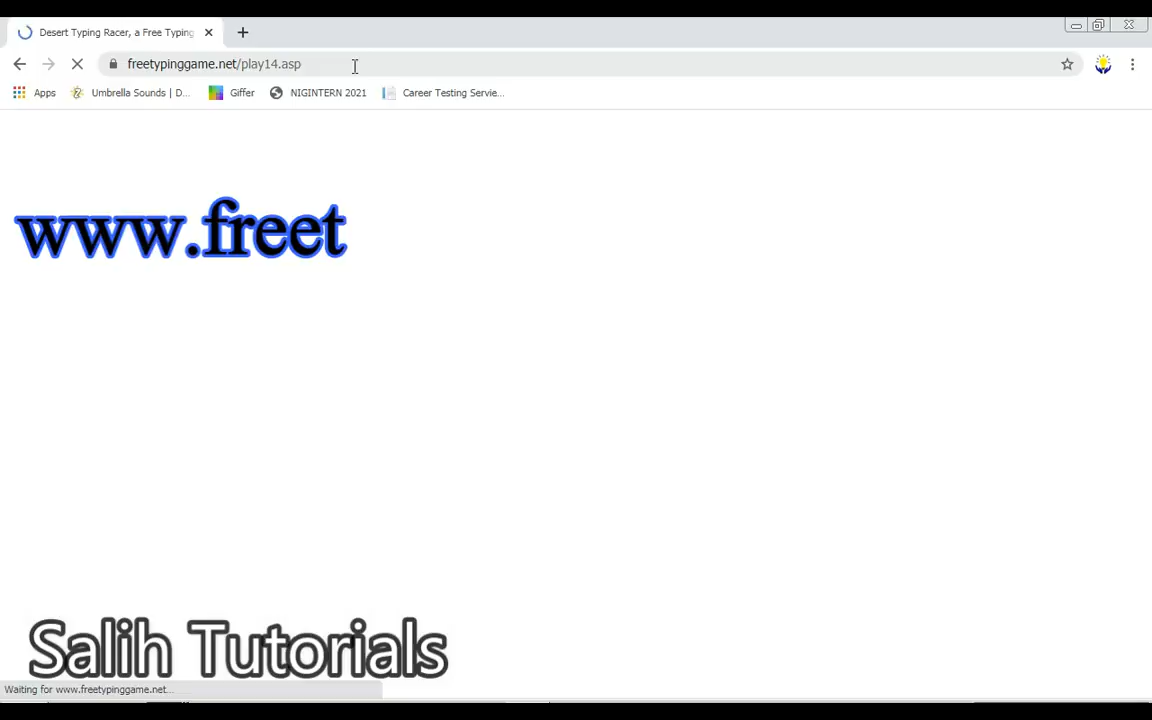 Desert Typing Racer, a Free Typing
freetypinggame.net/play14.asp
Apps Umbrella Sounds | D... Giffer NIGINTERN 2021 Career Testing Servie...
www.freet
Salih Tutorials
Waiting for www.freetypinggame.net...